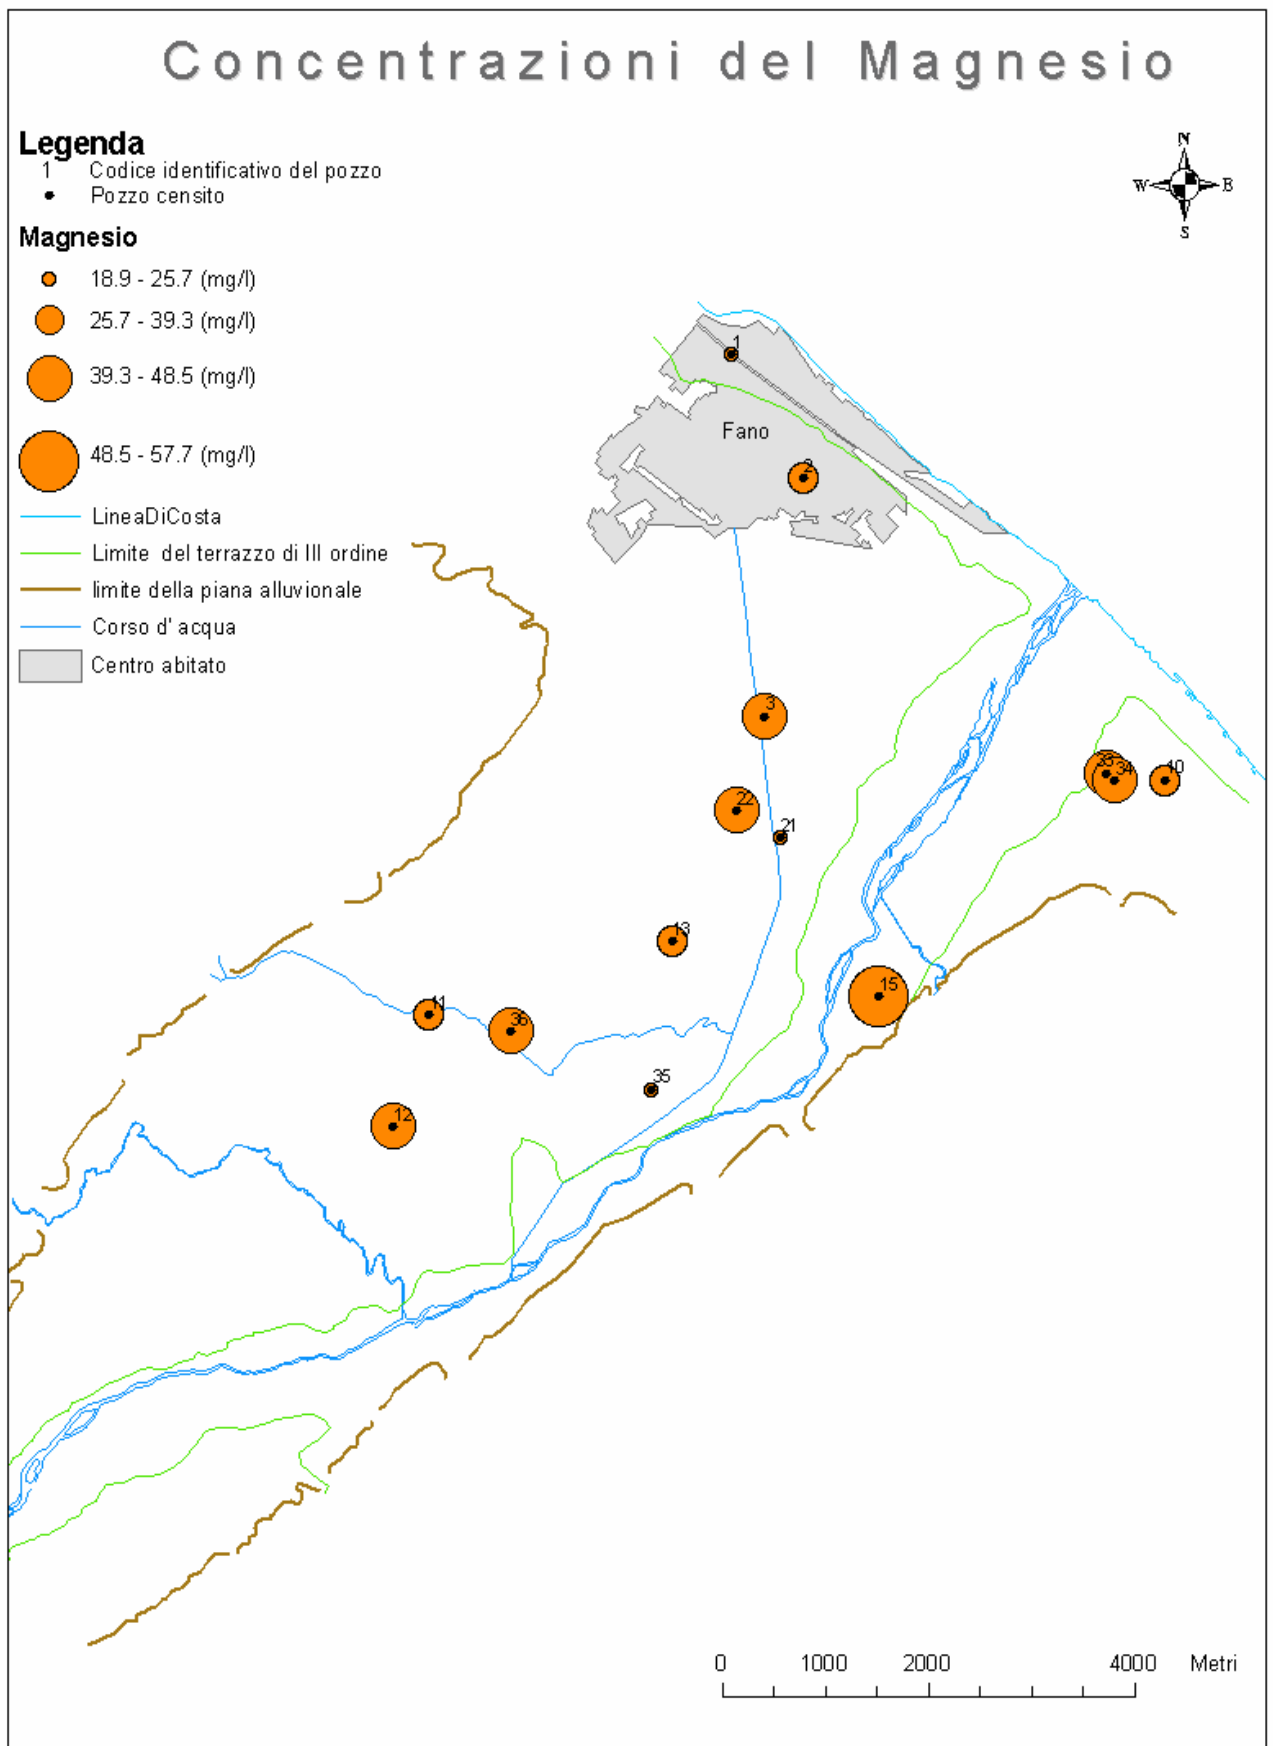 Concentrazioni del Magnesio
Legenda
1 Codice identificativo del pozzo
Pozzo censito
Magnesio
18.9 - 25.7 (mg/l)
25.7 - 39.3 (mg/l)
39.3 - 48.5 (mg/l)
48.5 - 57.7 (mg/l)
LineaDiCosta
Limite del terrazzo di III ordine
limite della piana alluvionale
Corso d' acqua
Centro abitato
N
W E
S
1
Fano
2
3
33
34
10
22
21
13
15
11
36
35
12
0 1000 2000 4000 Metri